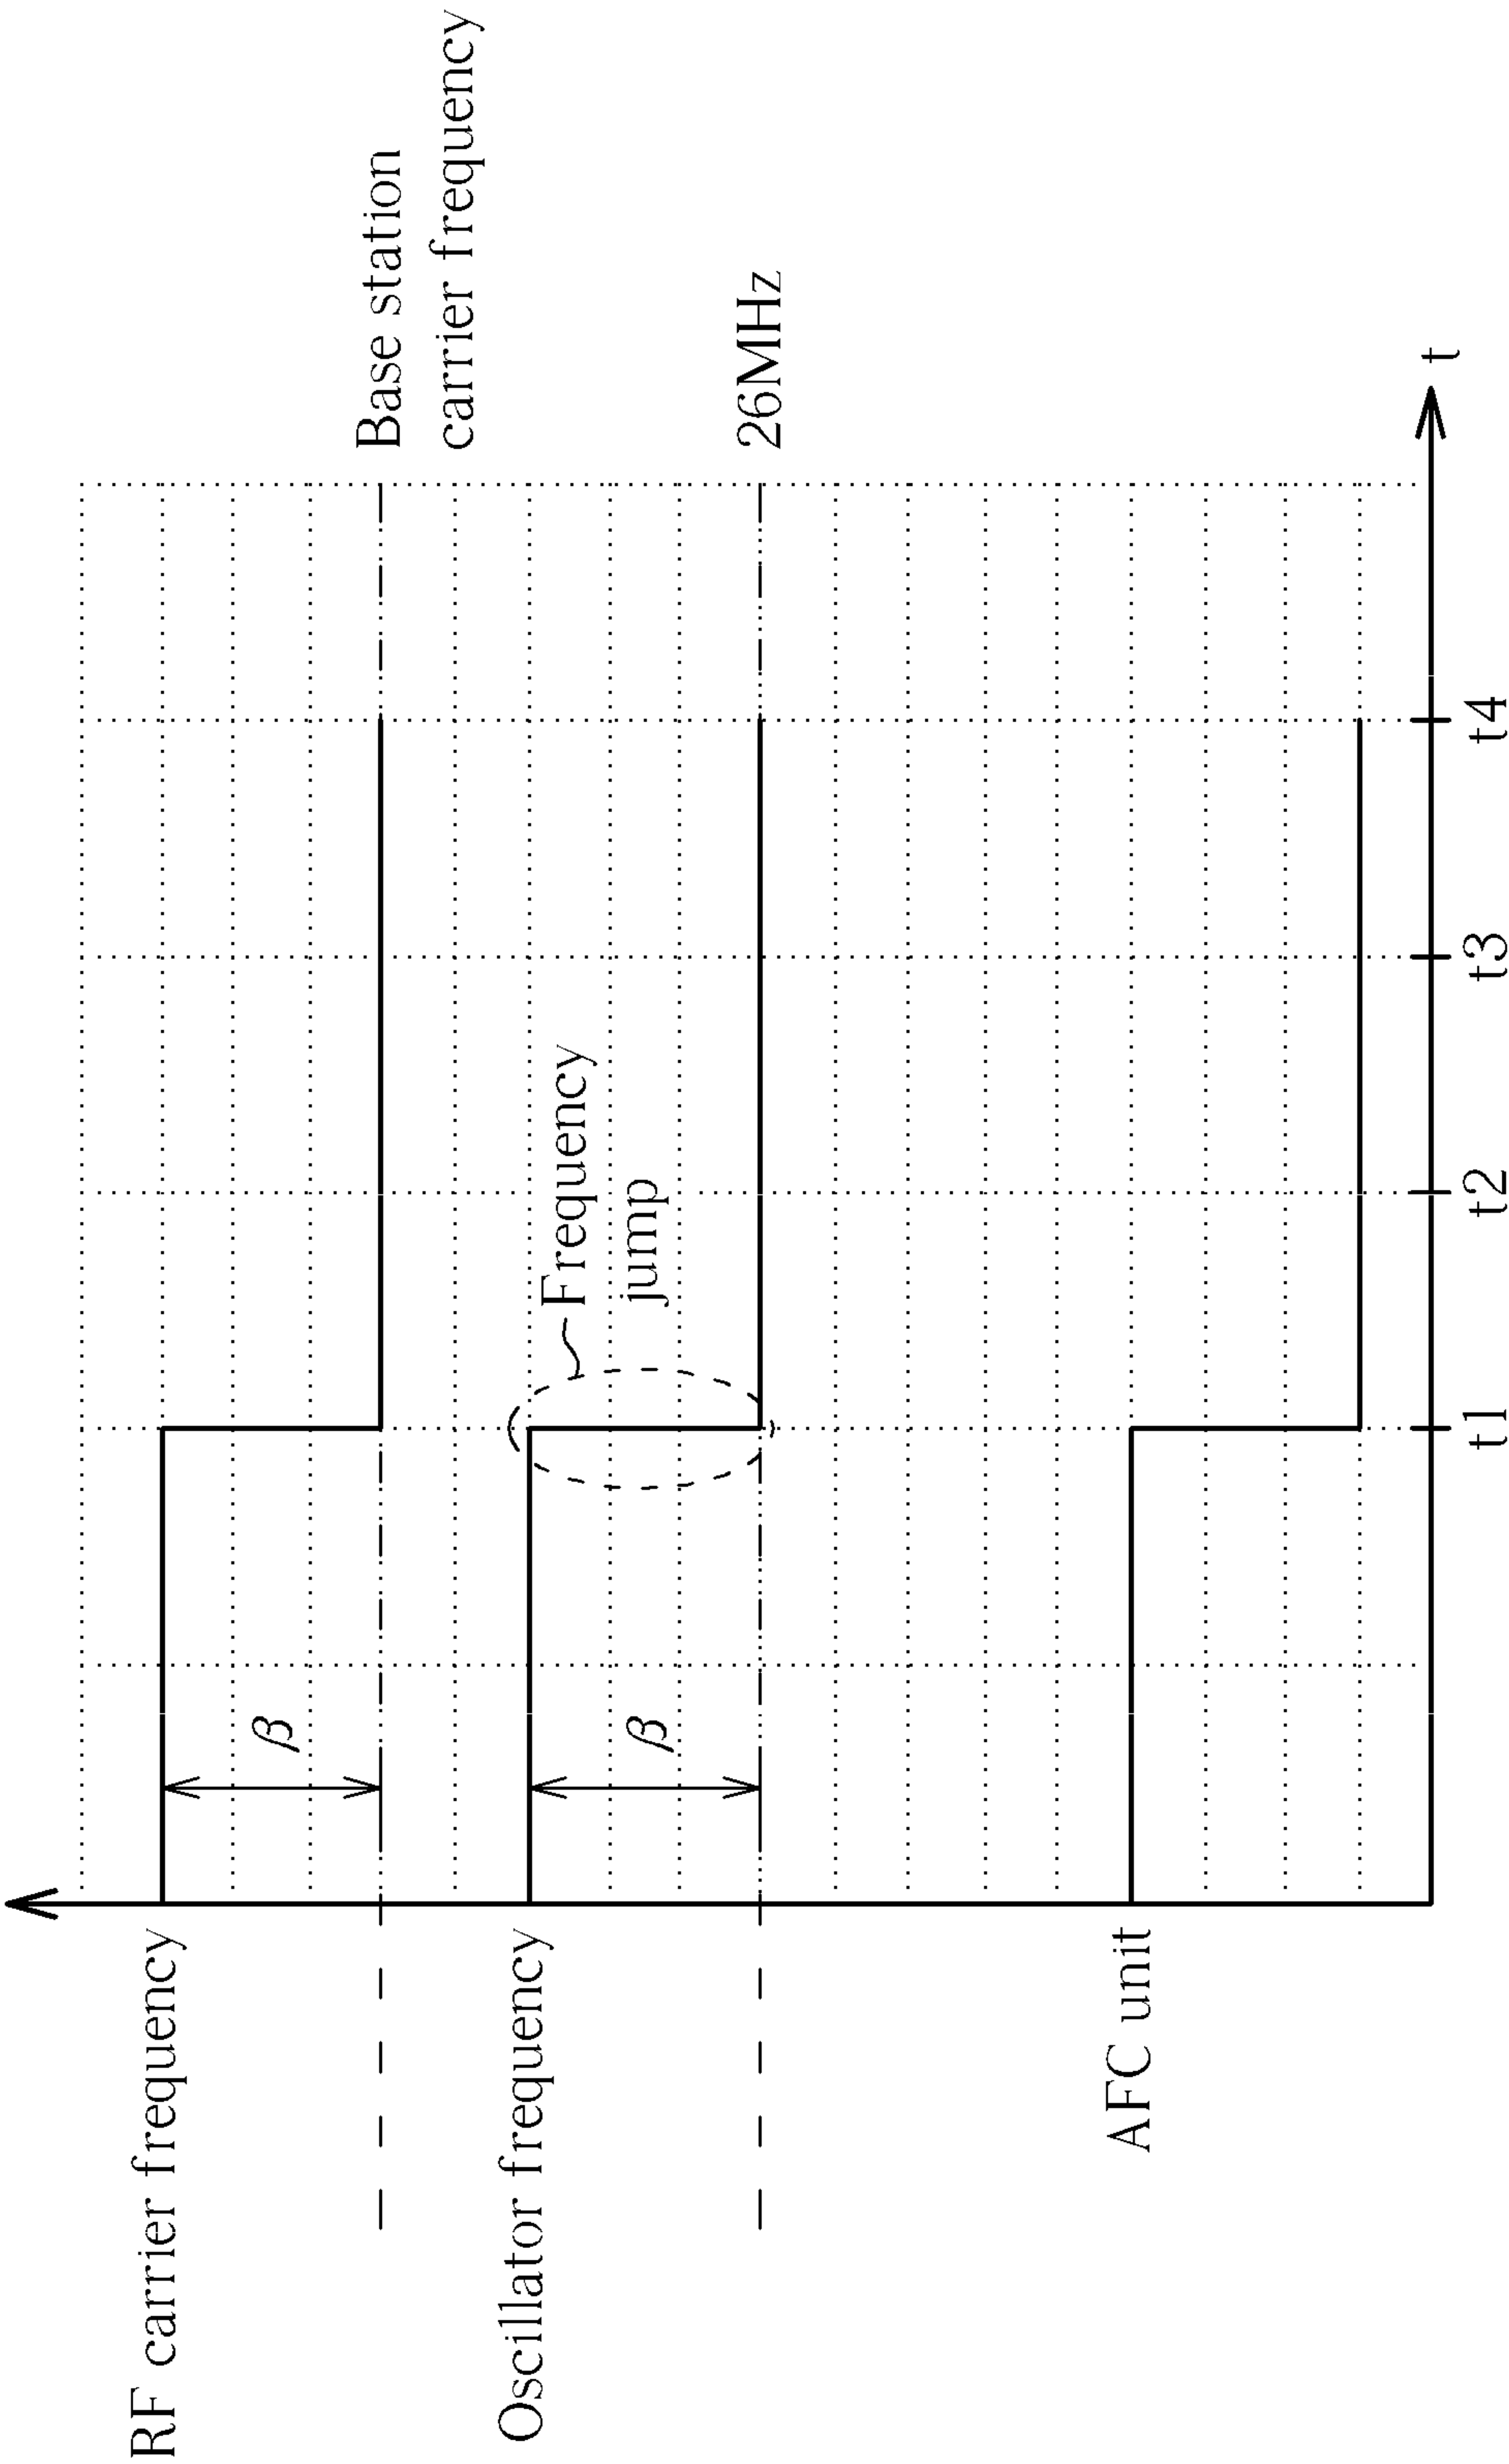 RF carrier frequency
β
Base station
carrier frequency
Oscillator frequency
β
Frequency
jump
26MHz
AFC unit
t1
t2
t3
t4
t